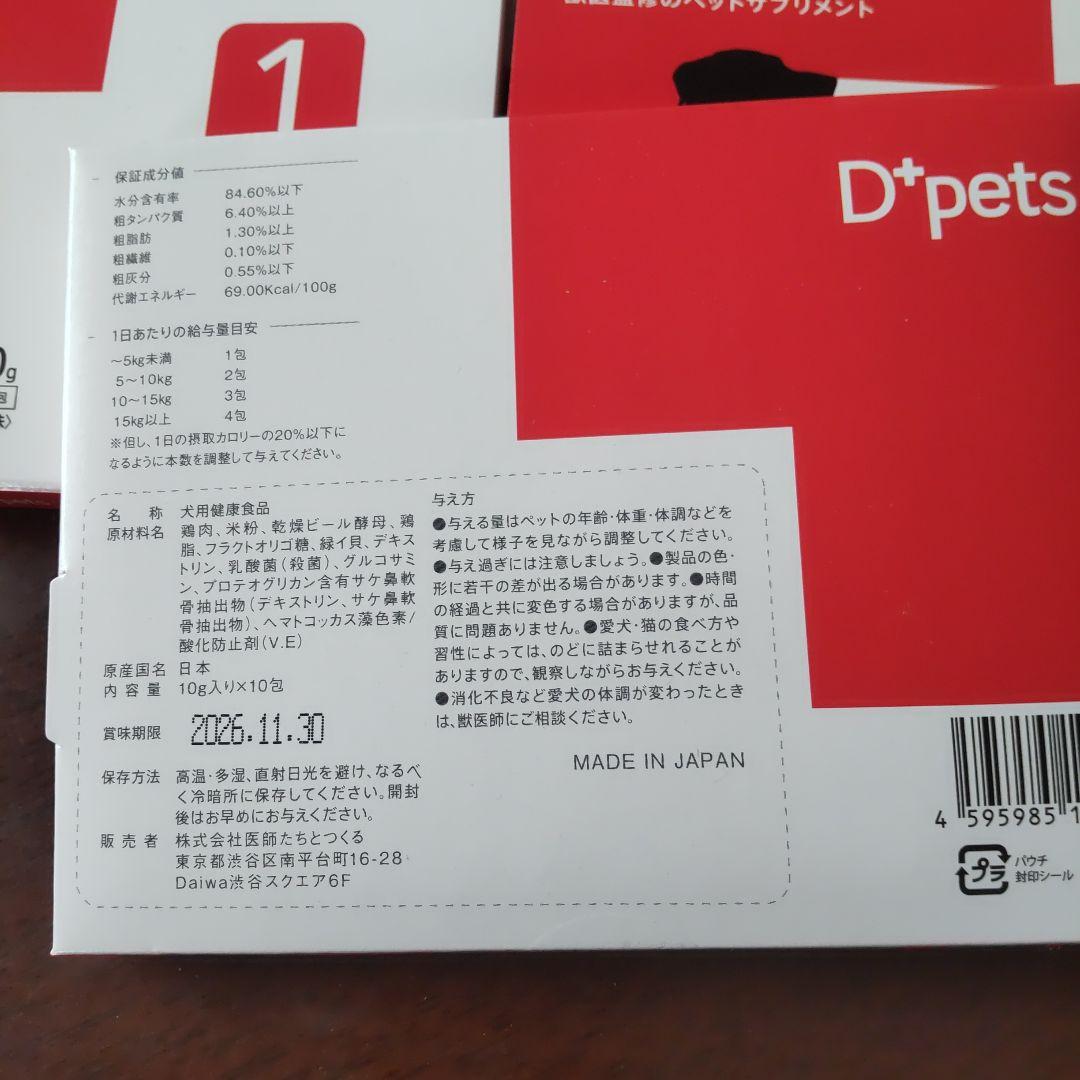 獣医監修のペットサプリメント
1
D+pets
保証成分値
水分含有率 84.60%以下
粗タンパク質 6.40%以上
粗脂肪 1.30%以上
粗繊維 0.10%以下
粗灰分 0.55%以下
代謝エネルギー 69.00Kcal/100g
1日あたりの給与量目安
～5kg未満 1包
5～10kg 2包
10～15kg 3包
15kg以上 4包
※但し、1日の摂取カロリーの20%以下に
なるように本数を調整して与えてください。
g
名 称 犬用健康食品
原材料名 鶏肉、米粉、乾燥ビール酵母、鶏
脂、フラクトオリゴ糖、緑イ貝、デキス
トリン、乳酸菌(殺菌)、グルコサミ
ン、プロテオグリカン含有サケ鼻軟
骨抽出物(デキストリン、サケ鼻軟
骨抽出物)、ヘマトコッカス藻色素/
酸化防止剤(V.E)
原産国名 日本
内容量 10g入り×10包
賞味期限 2026.11.30
保存方法 高温・多湿、直射日光を避け、なるべ
く冷暗所に保存してください。開封
後はお早めにお与えください。
販売者 株式会社医師たちとつくる
東京都渋谷区南平台町16-28
Daiwa渋谷スクエア6F
与え方
●与える量はペットの年齢・体重・体調などを
考慮して様子を見ながら調整してください。
●与え過ぎには注意しましょう。●製品の色・
形に若干の差が出る場合があります。●時間
の経過と共に変色する場合がありますが、品
質に問題ありません。●愛犬・猫の食べ方や
習性によっては、のどに詰まらせれることが
ありますので、観察しながらお与えください。
●消化不良など愛犬の体調が変わったとき
は、獣医師にご相談ください。
MADE IN JAPAN
4 595985 1
プラ
パウチ
封印シール